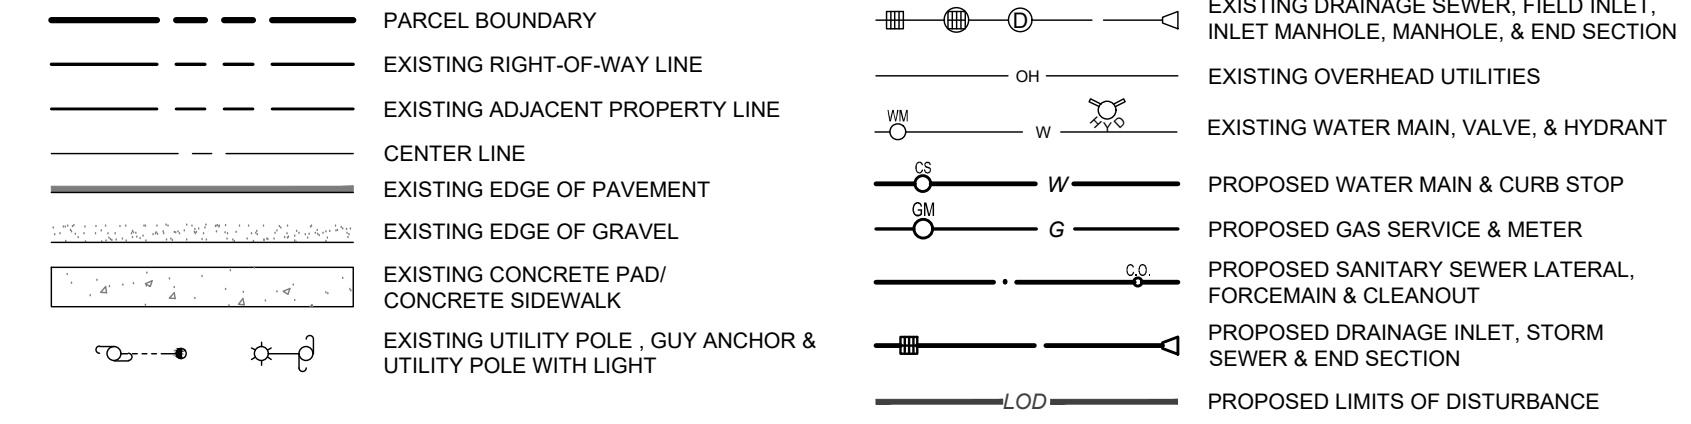 PARCEL BOUNDARY
EXISTING RIGHT-OF-WAY LINE
EXISTING ADJACENT PROPERTY LINE
CENTER LINE
EXISTING EDGE OF PAVEMENT
EXISTING EDGE OF GRAVEL
EXISTING CONCRETE PAD/
CONCRETE SIDEWALK
EXISTING UTILITY POLE , GUY ANCHOR &
UTILITY POLE WITH LIGHT
EXISTING DRAINAGE SEWER, FIELD INLET,
D INLET MANHOLE, MANHOLE, & END SECTION
OH EXISTING OVERHEAD UTILITIES
WM W HYD EXISTING WATER MAIN, VALVE, & HYDRANT
CS
W PROPOSED WATER MAIN & CURB STOP
GM
G PROPOSED GAS SERVICE & METER
C.O. PROPOSED SANITARY SEWER LATERAL,
FORCEMAIN & CLEANOUT
PROPOSED DRAINAGE INLET, STORM
SEWER & END SECTION
LOD PROPOSED LIMITS OF DISTURBANCE